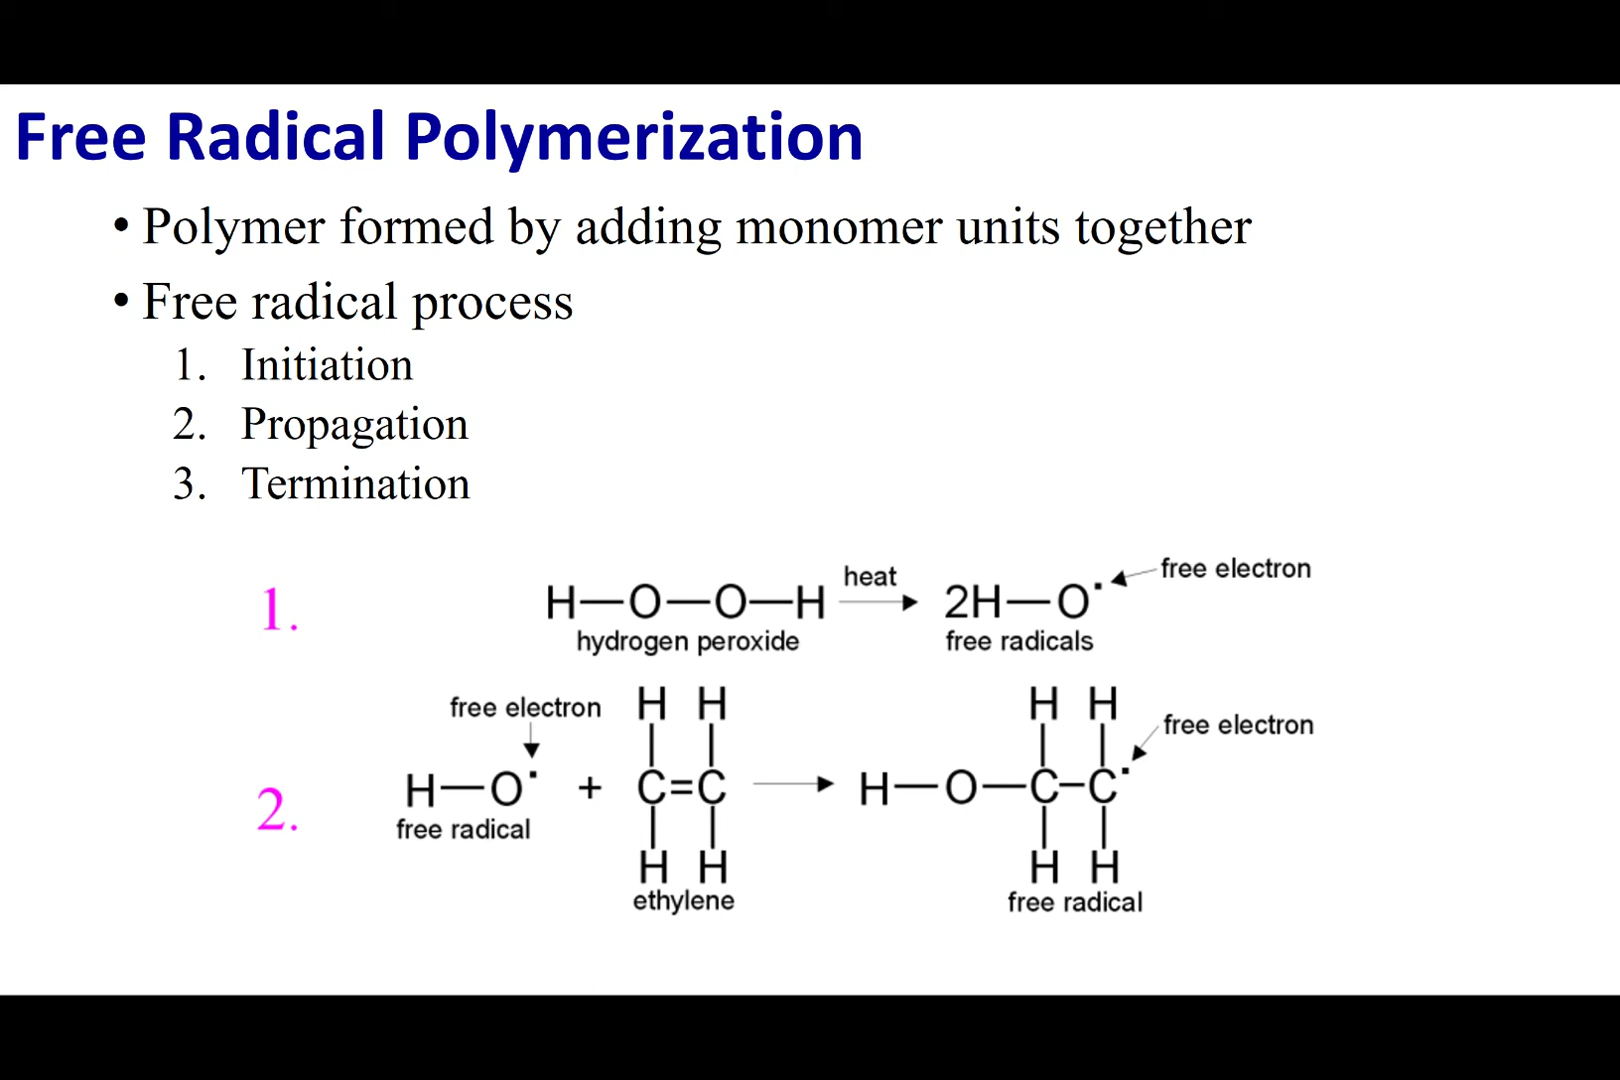 Free Radical Polymerization
• Polymer formed by adding monomer units together
• Free radical process
1. Initiation
2. Propagation
3. Termination
1.
H—O—O—H heat 2H—O· free electron
hydrogen peroxide free radicals
free electron H H H H free electron
2.
H—O· + C=C H—O—C–C·
free radical
H H H H
ethylene free radical